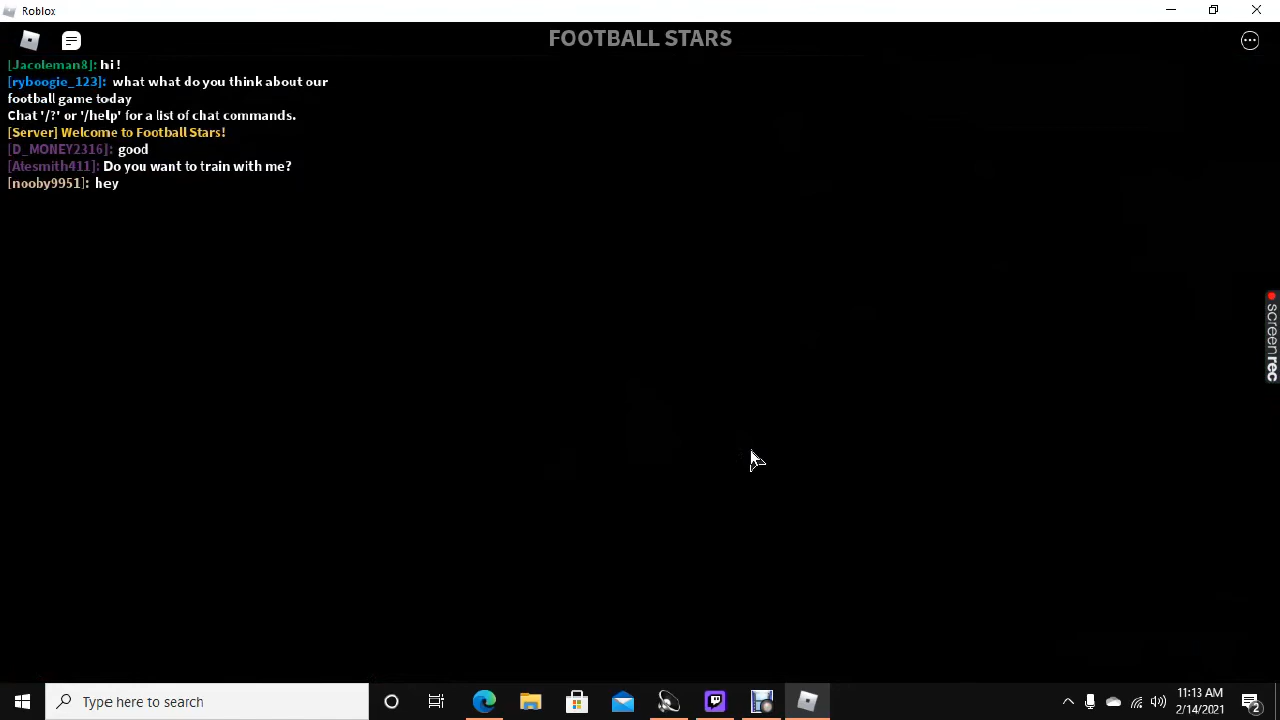 Roblox
FOOTBALL STARS
[Jacoleman8]: hi !
[ryboogie_123]: what what do you think about our
football game today
Chat '/?' or '/help' for a list of chat commands.
[Server] Welcome to Football Stars!
[D_MONEY2316]: good
[Atesmith411]: Do you want to train with me?
[nooby9951]: hey
screenrec
Type here to search
11:13 AM
2/14/2021
2